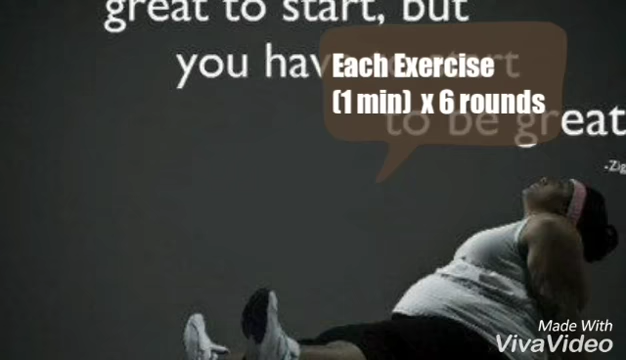 great to start, but
you hav start
to be great
-Zig
Each Exercise
(1 min) x 6 rounds
Made With
VivaVideo